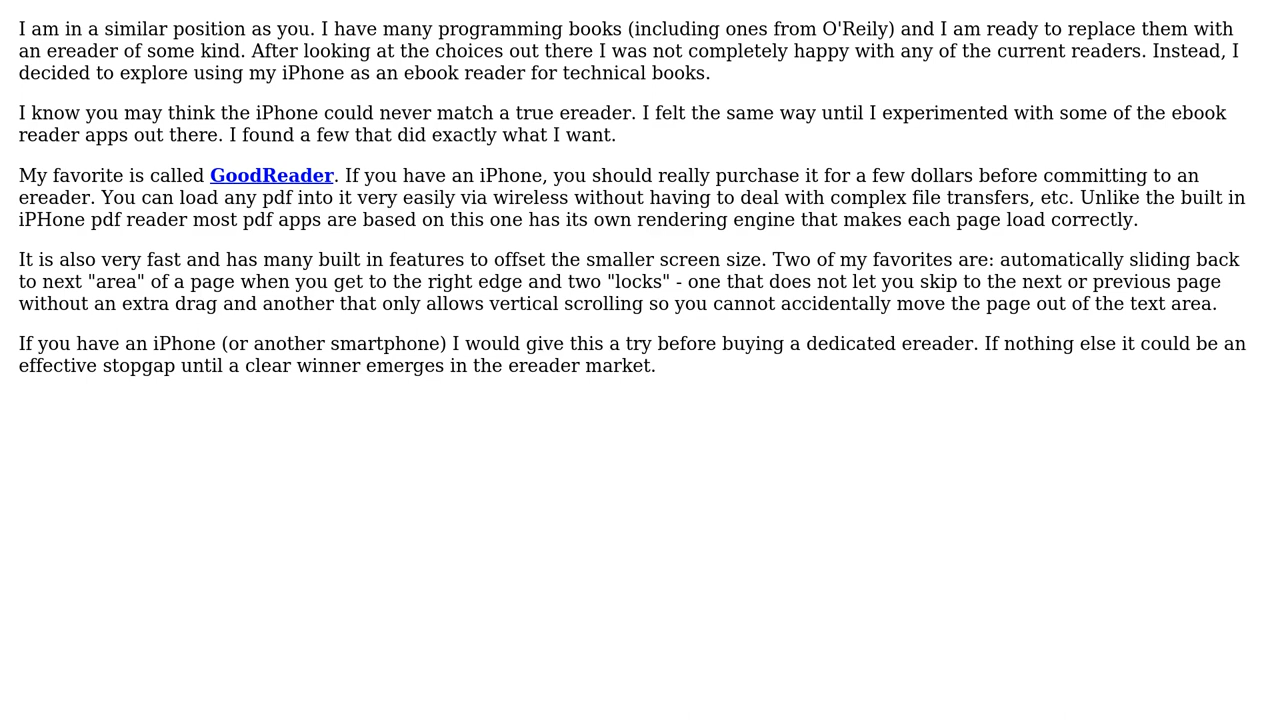 I am in a similar position as you. I have many programming books (including ones from O'Reily) and I am ready to replace them with
an ereader of some kind. After looking at the choices out there I was not completely happy with any of the current readers. Instead, I
decided to explore using my iPhone as an ebook reader for technical books.
I know you may think the iPhone could never match a true ereader. I felt the same way until I experimented with some of the ebook
reader apps out there. I found a few that did exactly what I want.
My favorite is called GoodReader. If you have an iPhone, you should really purchase it for a few dollars before committing to an
ereader. You can load any pdf into it very easily via wireless without having to deal with complex file transfers, etc. Unlike the built in
iPHone pdf reader most pdf apps are based on this one has its own rendering engine that makes each page load correctly.
It is also very fast and has many built in features to offset the smaller screen size. Two of my favorites are: automatically sliding back
to next "area" of a page when you get to the right edge and two "locks" - one that does not let you skip to the next or previous page
without an extra drag and another that only allows vertical scrolling so you cannot accidentally move the page out of the text area.
If you have an iPhone (or another smartphone) I would give this a try before buying a dedicated ereader. If nothing else it could be an
effective stopgap until a clear winner emerges in the ereader market.